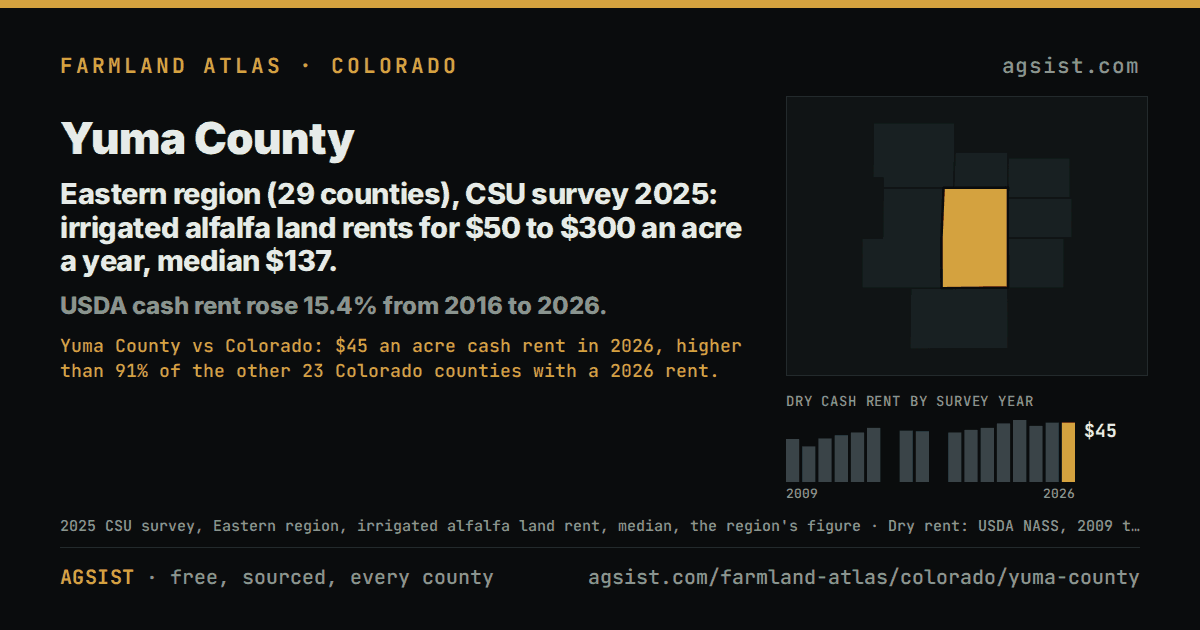 FARMLAND ATLAS · COLORADO
agsist.com
Yuma County
Eastern region (29 counties), CSU survey 2025:
irrigated alfalfa land rents for $50 to $300 an acre
a year, median $137.
USDA cash rent rose 15.4% from 2016 to 2026.
Yuma County vs Colorado: $45 an acre cash rent in 2026, higher
than 91% of the other 23 Colorado counties with a 2026 rent.
DRY CASH RENT BY SURVEY YEAR
$45
2009
2026
2025 CSU survey, Eastern region, irrigated alfalfa land rent, median, the region's figure · Dry rent: USDA NASS, 2009 t…
AGSIST · free, sourced, every county
agsist.com/farmland-atlas/colorado/yuma-county